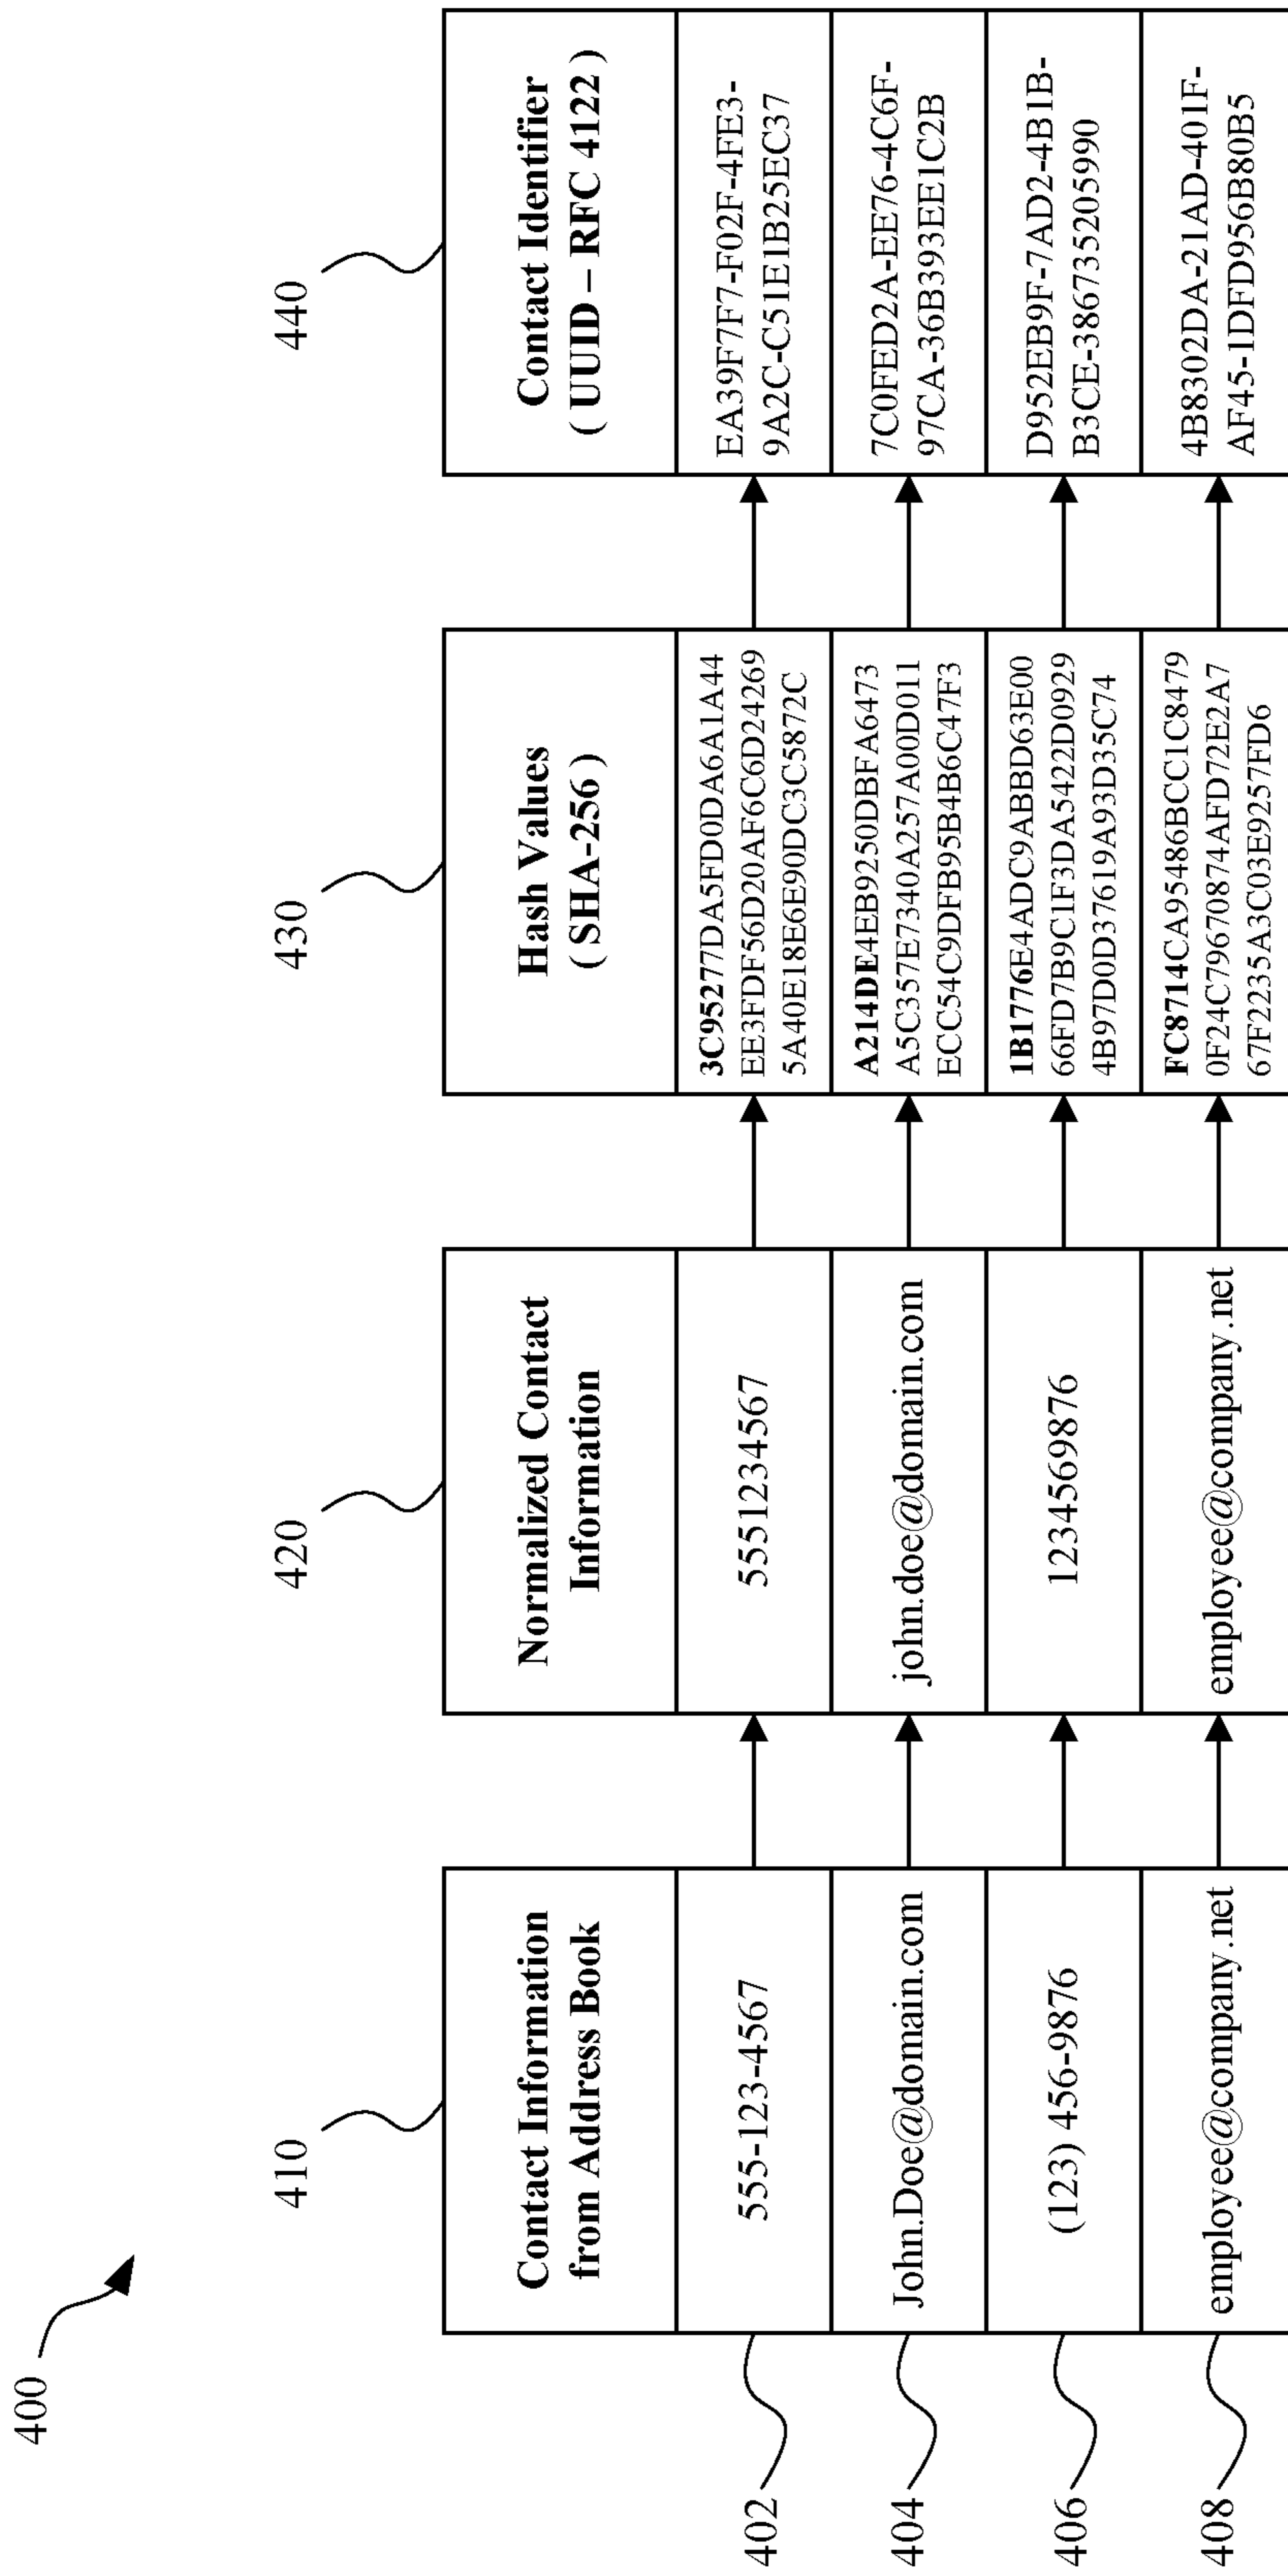 400
410
420
430
440
Contact Information
from Address Book
Normalized Contact
Information
Hash Values
( SHA-256 )
Contact Identifier
( UUID – RFC 4122 )
402
555-123-4567
5551234567
3C95277DA5FD0DA6A1A44
EE3FDF56D20AF6C6D24269
5A40E18E6E90DC3C5872C
EA39F7F7-F02F-4FE3-
9A2C-C51E1B25EC37
404
John.Doe@domain.com
john.doe@domain.com
A214DE4EB9250DBFA6473
A5C357E7340A257A00D011
ECC54C9DFB95B4B6C47F3
7C0FED2A-EE76-4C6F-
97CA-36B393EE1C2B
406
(123) 456-9876
1234569876
1B1776E4ADC9ABBD63E00
66FD7B9C1F3DA5422D0929
4B97D0D37619A93D35C74
D952EB9F-7AD2-4B1B-
B3CE-386735205990
408
employee@company.net
employee@company.net
FC8714CA95486BCC1C8479
0F24C79670874AFD72E2A7
67F2235A3C03E9257FD6
4B8302DA-21AD-401F-
AF45-1DFD956B80B5